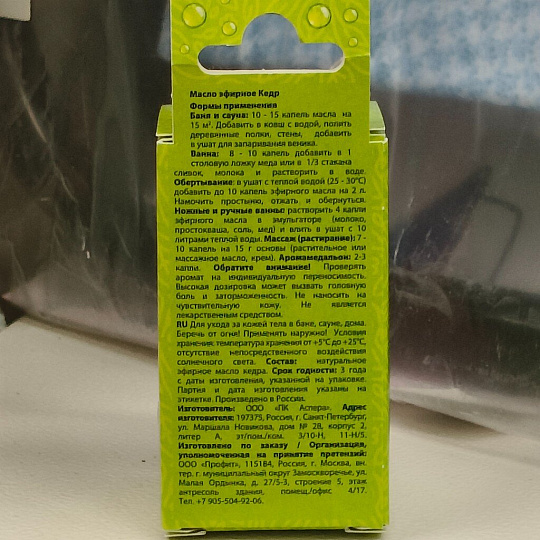 Масло эфирное Кедр
Формы применения
Баня и сауна: 10 - 15 капель масла на
15 м². Добавить в ковш с водой, полить
деревянные полки, стены, добавить
в ушат для запаривания веника.
Ванна: 8 - 10 капель добавить в 1
столовую ложку меда или в 1/3 стакана
сливок, молока и растворить в воде.
Обертывание: в ушат с теплой водой (25 - 30°С)
добавить до 10 капель эфирного масла на 2 л.
Намочить простыню, отжать и обернуться.
Ножные и ручные ванны: растворить 4 капли
эфирного масла в эмульгаторе (молоко,
простокваша, соль, мед) и влить в ушат с 10
литрами теплой воды. Массаж (растирание): 7 -
10 капель на 15 г основы (растительное или
массажное масло, крем). Аромамедальон: 2-3
капли. Обратите внимание! Проверять
аромат на индивидуальную переносимость.
Высокая дозировка может вызвать головную
боль и заторможенность. Не наносить на
чувствительную кожу. Не является
лекарственным средством.
RU Для ухода за кожей тела в бане, сауне, дома.
Беречь от огня! Применять наружно! Условия
хранения: температура хранения от +5°С до +25°С,
отсутствие непосредственного воздействия
солнечного света. Состав: натуральное
эфирное масло кедра. Срок годности: 3 года
с даты изготовления, указанной на упаковке.
Партия и дата изготовления указаны на
этикетке. Произведено в России.
Изготовитель: ООО «ПК Аспера». Адрес
изготовителя: 197375, Россия, г. Санкт-Петербург,
ул. Маршала Новикова, дом № 28, корпус 2,
литер А, эт/пом./ком. 3/10-Н, 11-Н/5.
Изготовлено по заказу / Организация,
уполномоченная на принятие претензий:
ООО «Профит», 115184, Россия, г. Москва, вн.
тер. г. муниципальный округ Замоскворечье, ул.
Малая Ордынка, д. 27/5-3, строение 5, этаж
антресоль здания, помещ./офис 4/17.
Тел. +7 905-504-92-06.